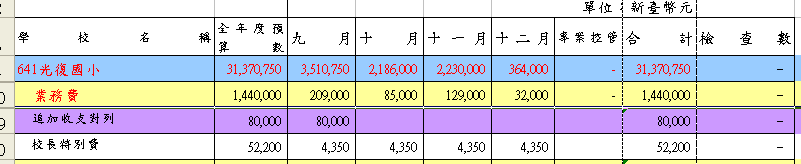 單位：新臺幣元
學校名稱 全年度預算數 九月 十月 十一月 十二月 專業控管 合計 檢查數
641光復國小 31,370,750 3,510,750 2,186,000 2,230,000 364,000 - 31,370,750 -
業務費 1,440,000 209,000 85,000 129,000 32,000 - 1,440,000 -
追加收支對列 80,000 80,000 80,000 -
校長特別費 52,200 4,350 4,350 4,350 4,350 52,200 -